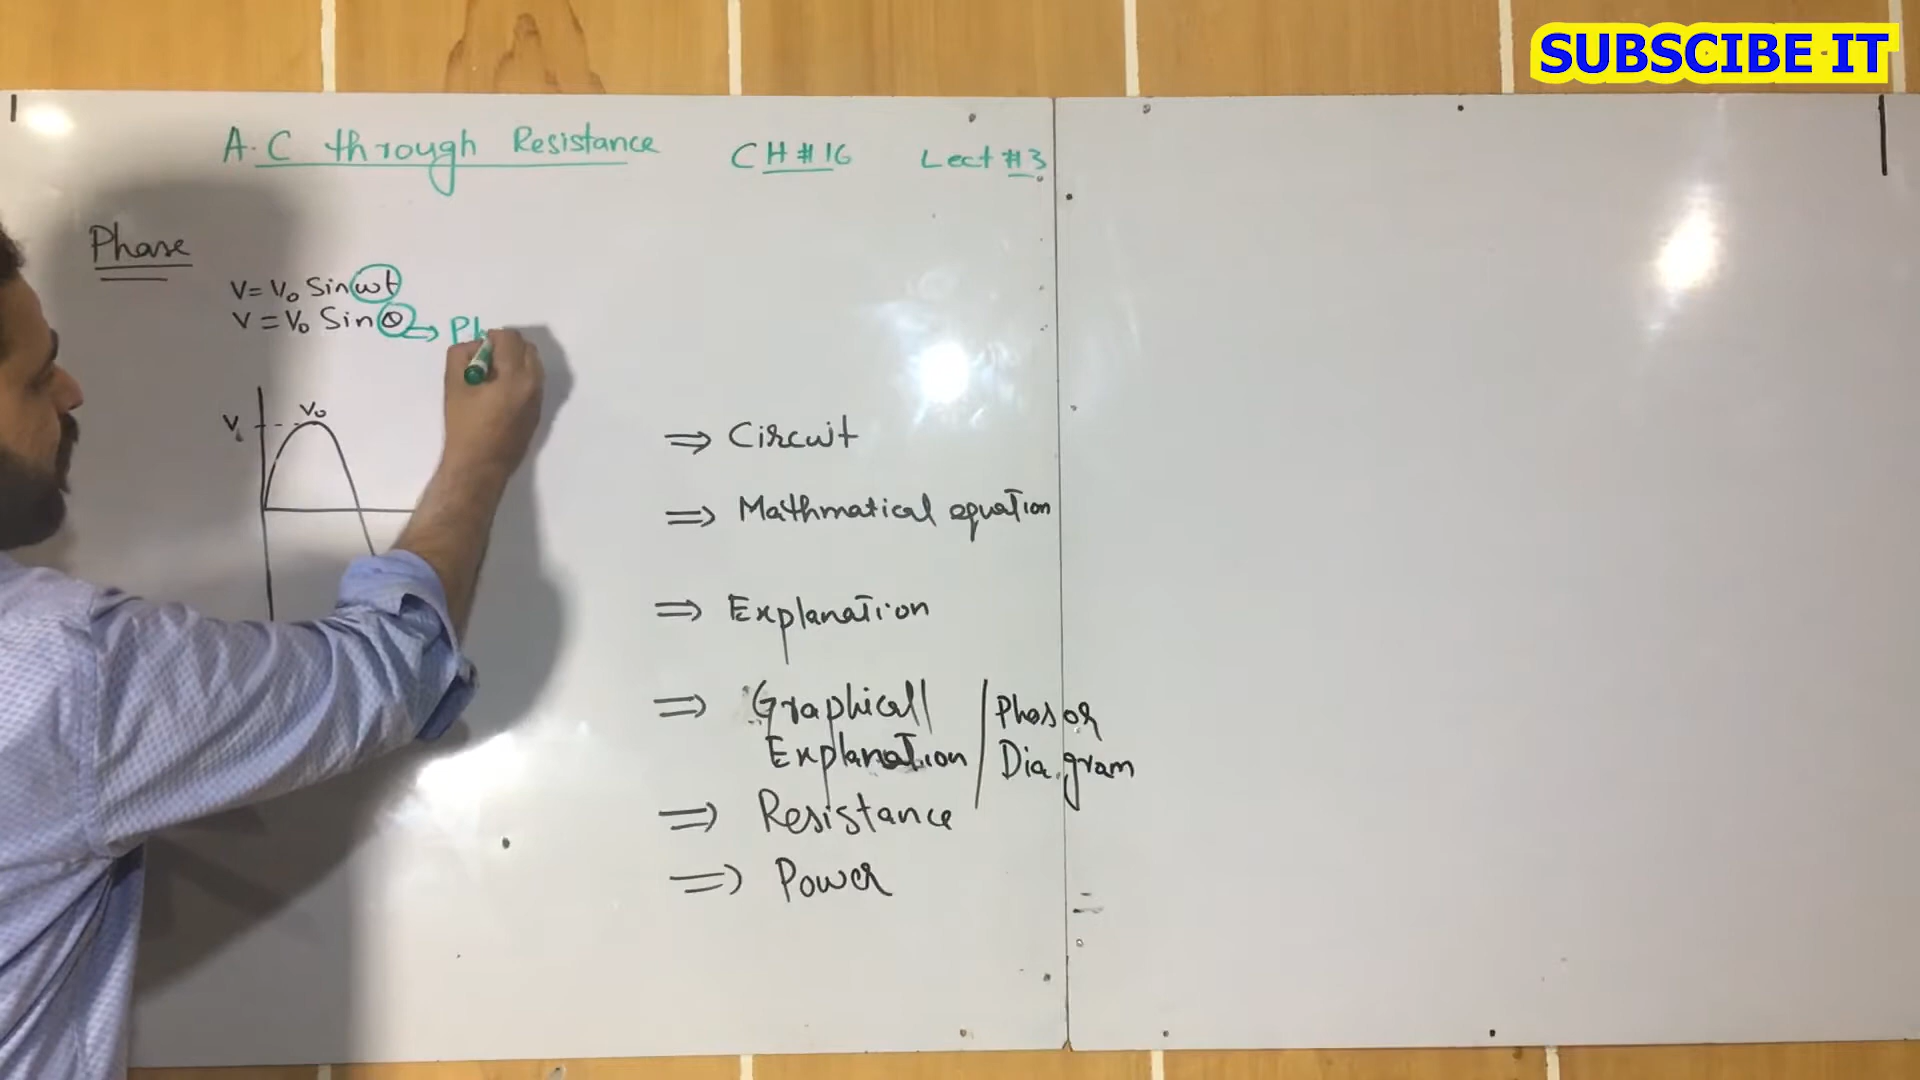 SUBSCIBE IT
A.C through Resistance CH # 16 Lect #3
Phase
V = V₀ Sin ωt
V = V₀ Sin θ → Ph
V₀
V
⇒ Circuit
⇒ Mathmatical equation
⇒ Explanation
⇒ Graphical / Phasor
Explanation / Diagram
⇒ Resistance
⇒ Power